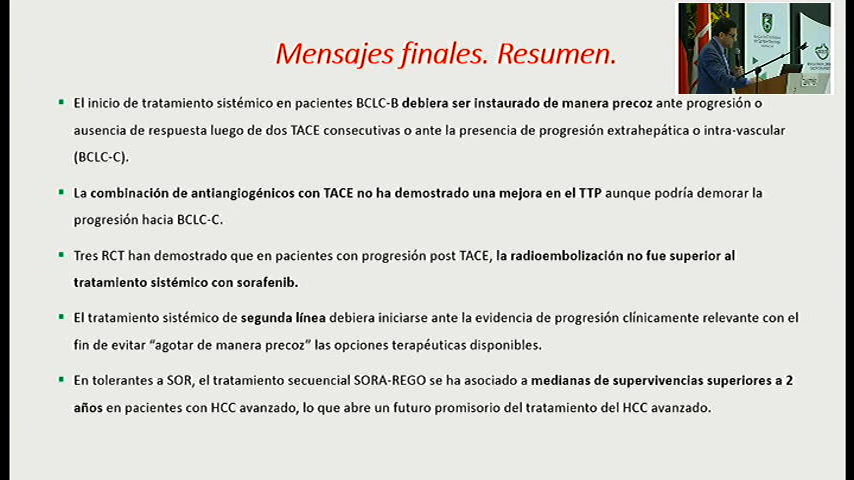 Mensajes finales. Resumen.
El inicio de tratamiento sistémico en pacientes BCLC-B debiera ser instaurado de manera precoz ante progresión o
ausencia de respuesta luego de dos TACE consecutivas o ante la presencia de progresión extrahepática o intra-vascular
(BCLC-C).
La combinación de antiangiogénicos con TACE no ha demostrado una mejora en el TTP aunque podría demorar la
progresión hacia BCLC-C.
Tres RCT han demostrado que en pacientes con progresión post TACE, la radioembolización no fue superior al
tratamiento sistémico con sorafenib.
El tratamiento sistémico de segunda línea debiera iniciarse ante la evidencia de progresión clínicamente relevante con el
fin de evitar “agotar de manera precoz” las opciones terapéuticas disponibles.
En tolerantes a SOR, el tratamiento secuencial SORA-REGO se ha asociado a medianas de supervivencias superiores a 2
años en pacientes con HCC avanzado, lo que abre un futuro promisorio del tratamiento del HCC avanzado.